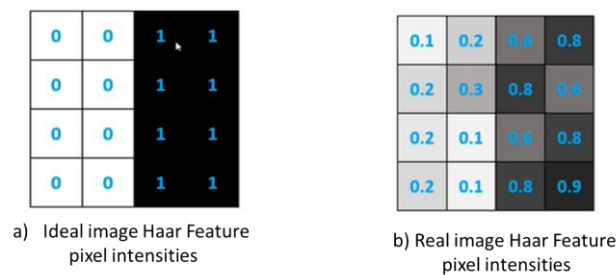 0 0 1 1
0 0 1 1
0 0 1 1
0 0 1 1
a) Ideal image Haar Feature
pixel intensities
0.1 0.2 0.6 0.8
0.2 0.3 0.8 0.6
0.2 0.1 0.6 0.8
0.2 0.1 0.8 0.9
b) Real image Haar Feature
pixel intensities